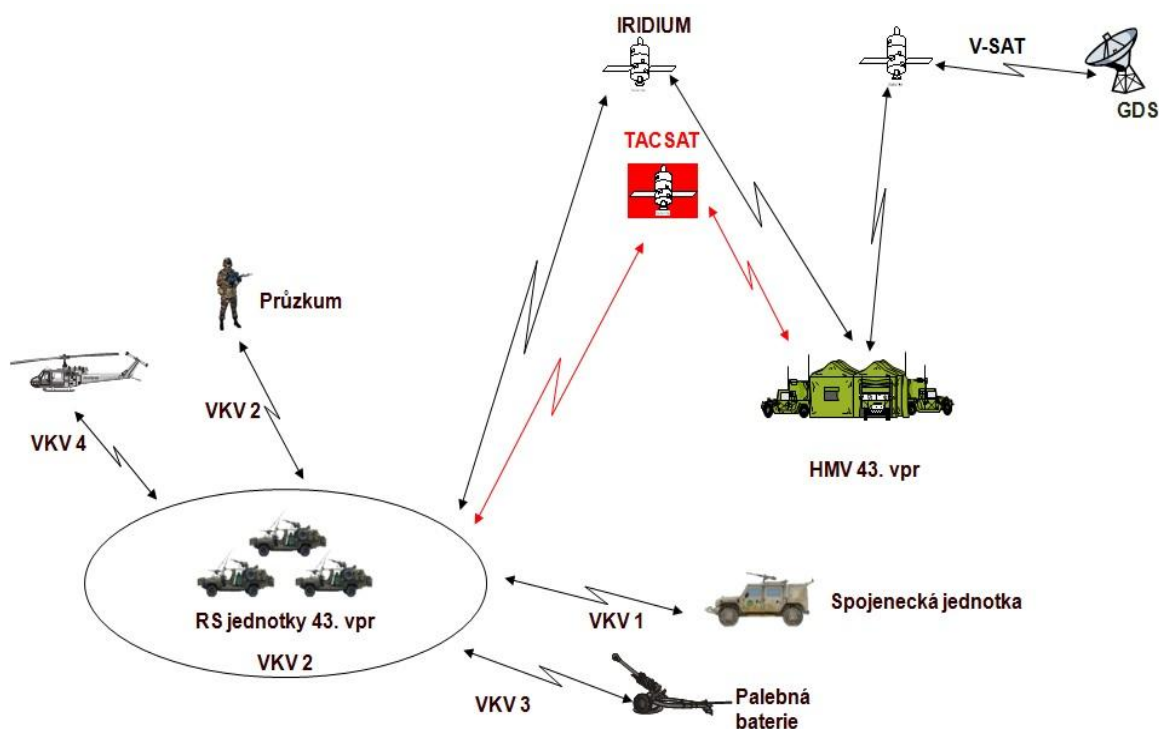 IRIDIUM
V-SAT
GDS
TACSAT
Průzkum
VKV 2
VKV 4
HMV 43. vpr
RS jednotky 43. vpr
VKV 2
VKV 1
Spojenecká jednotka
VKV 3
Palebná
baterie